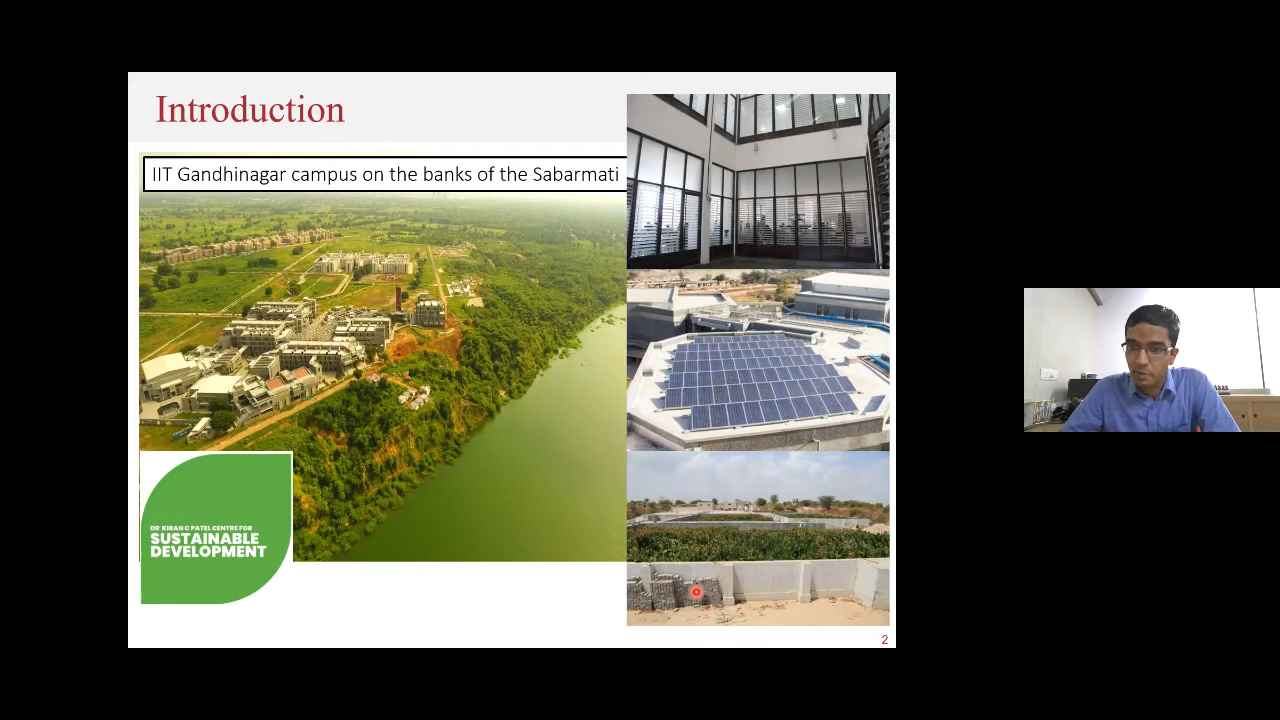 Introduction
IIT Gandhinagar campus on the banks of the Sabarmati
DR KIRAN C PATEL CENTRE FOR
SUSTAINABLE
DEVELOPMENT
2